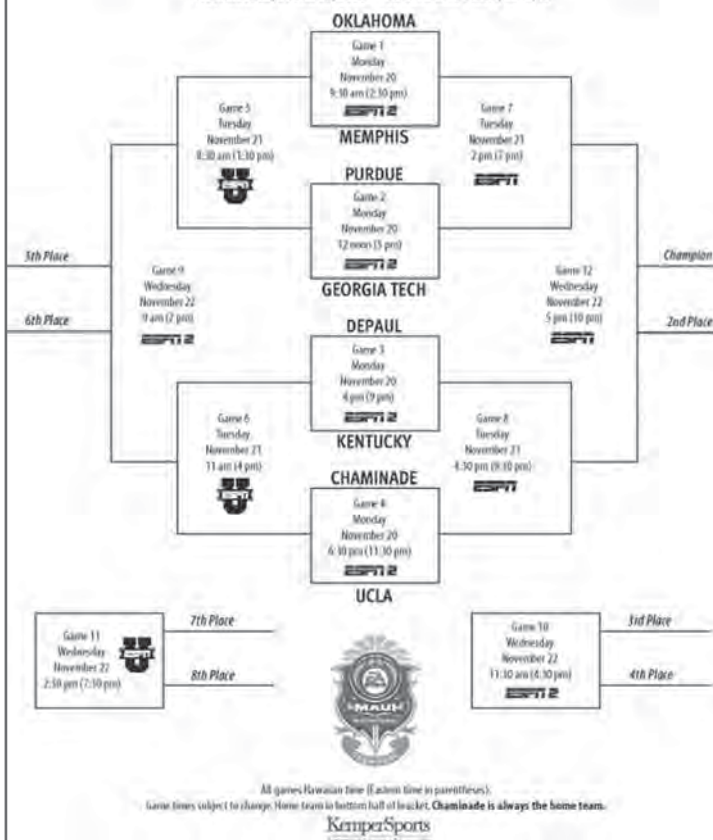 OKLAHOMA
Game 1
Monday
November 20
9:30 am (2:30 pm)
ESPN 2
MEMPHIS
Game 5
Tuesday
November 21
8:30 am (1:30 pm)
U
Game 7
Tuesday
November 21
2 pm (7 pm)
ESPN
PURDUE
Game 2
Monday
November 20
12 noon (5 pm)
ESPN 2
GEORGIA TECH
5th Place
6th Place
Game 9
Wednesday
November 22
9 am (2 pm)
ESPN 2
Game 12
Wednesday
November 22
5 pm (10 pm)
ESPN
Champion
2nd Place
DEPAUL
Game 3
Monday
November 20
4 pm (9 pm)
ESPN 2
KENTUCKY
Game 6
Tuesday
November 21
11 am (4 pm)
U
Game 8
Tuesday
November 21
4:30 pm (9:30 pm)
ESPN
CHAMINADE
Game 4
Monday
November 20
6:30 pm (11:30 pm)
ESPN 2
UCLA
Game 11
Wednesday
November 22
2:30 pm (7:30 pm)
U
7th Place
8th Place
EA
MAUI
Game 10
Wednesday
November 22
11:30 am (4:30 pm)
ESPN 2
3rd Place
4th Place
All games Hawaiian time (Eastern time in parentheses).
Game times subject to change. Home team in bottom half of bracket. Chaminade is always the home team.
KemperSports